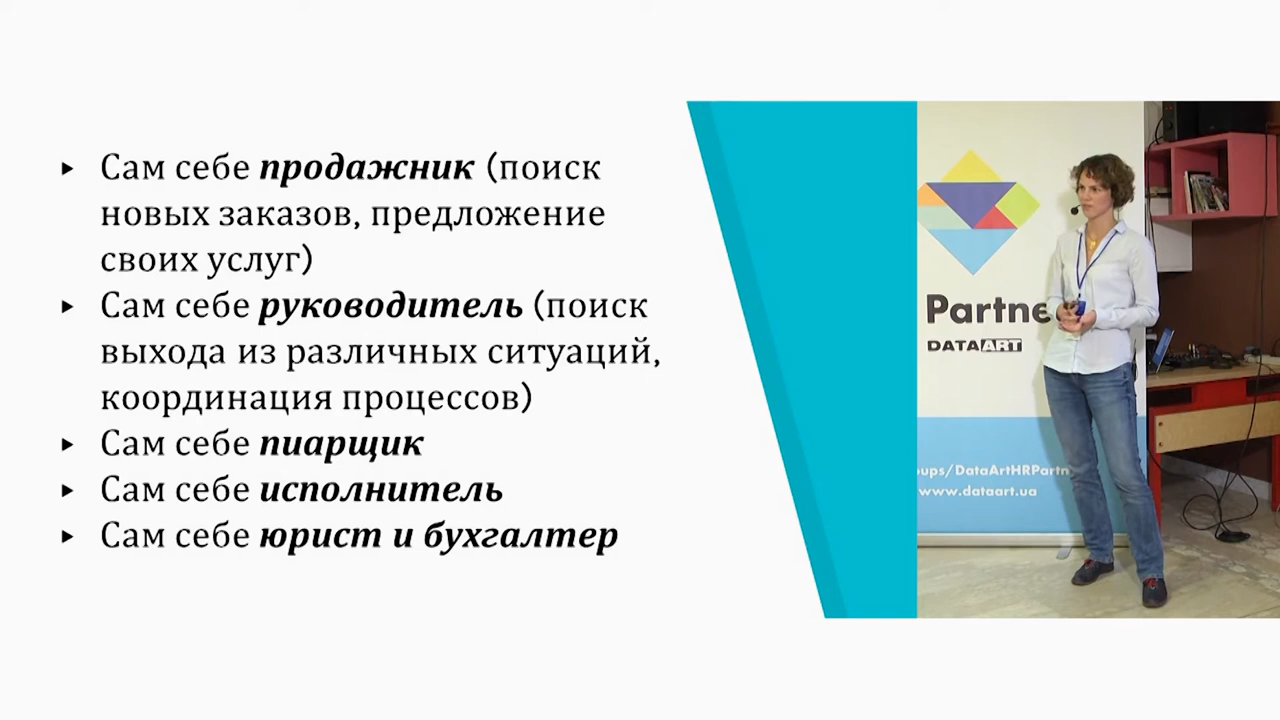 ▸ Сам себе продажник (поиск
новых заказов, предложение
своих услуг)
▸ Сам себе руководитель (поиск
выхода из различных ситуаций,
координация процессов)
▸ Сам себе пиарщик
▸ Сам себе исполнитель
▸ Сам себе юрист и бухгалтер
Partne
DATAART
oups/DataArtHRPartn
www.dataart.ua